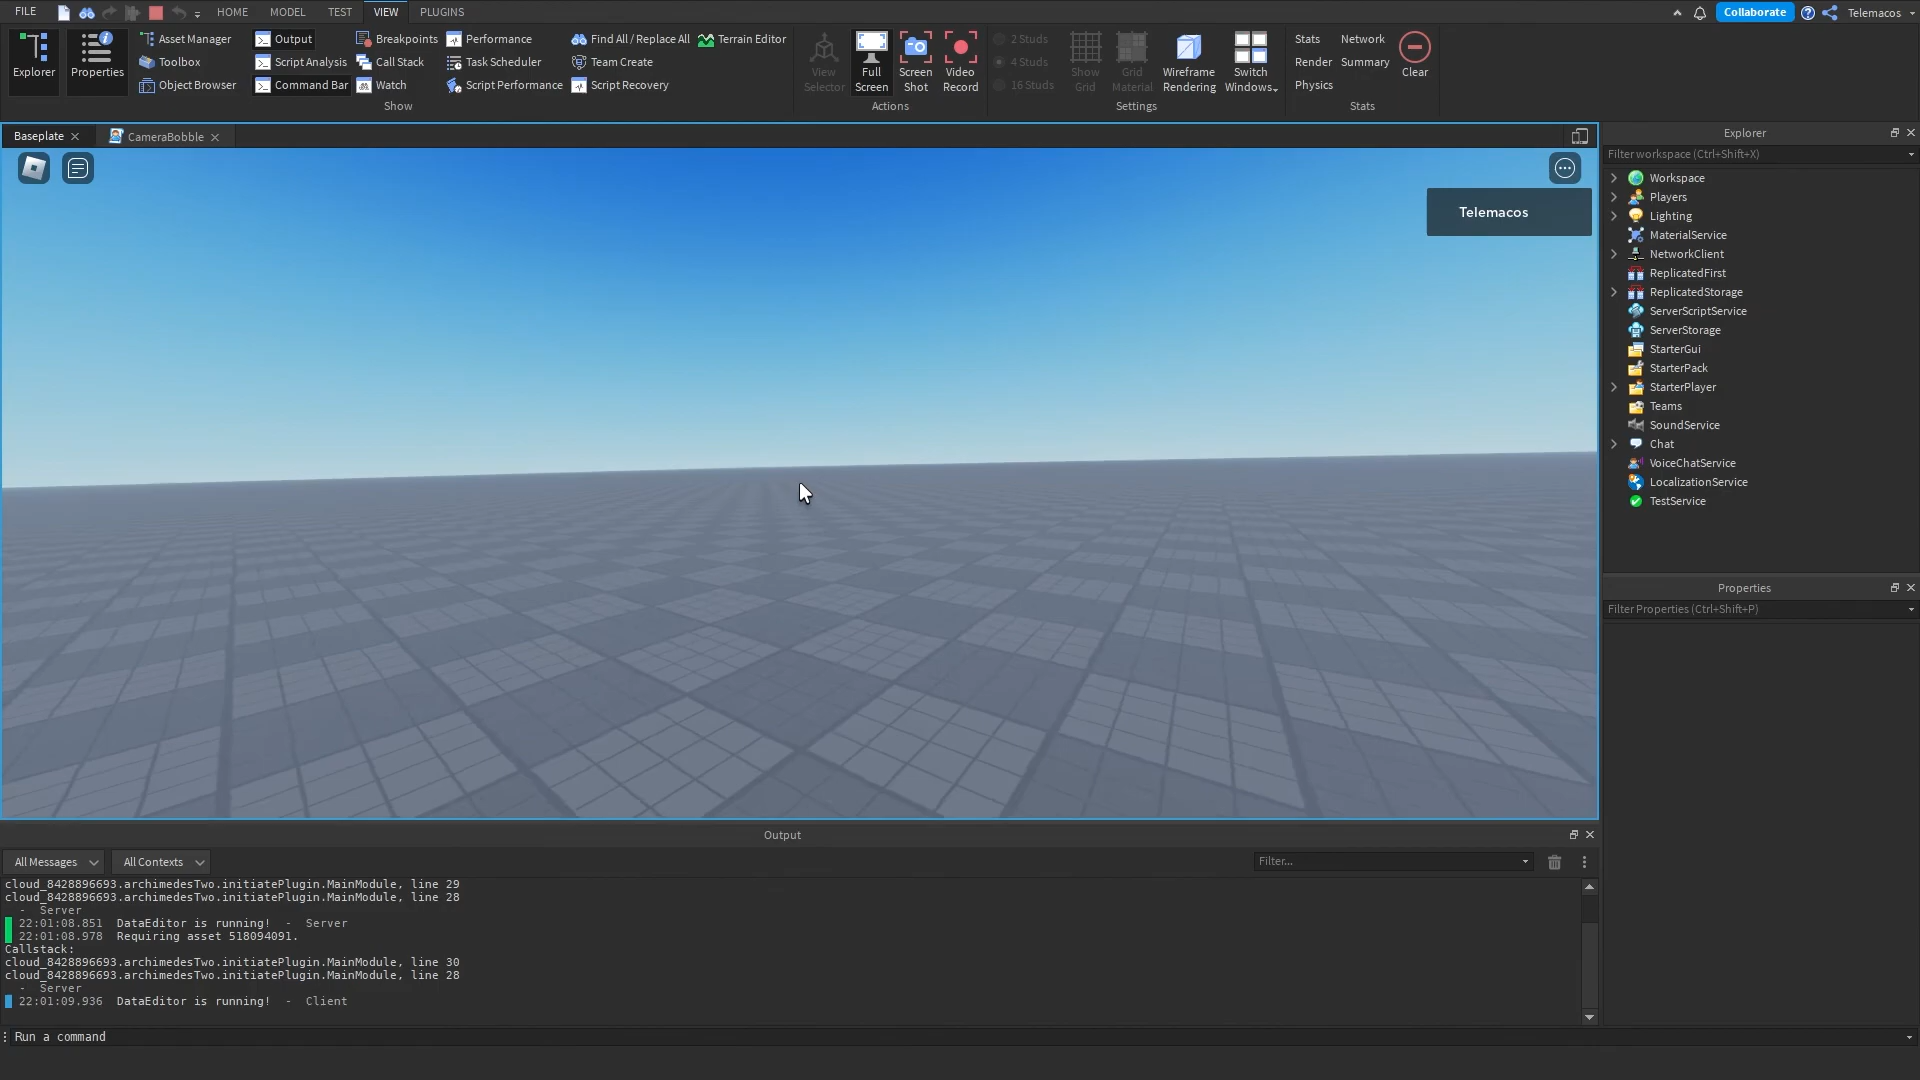 FILE HOME MODEL TEST VIEW PLUGINS Collaborate Telemacos
Explorer
Properties
Asset Manager
Toolbox
Object Browser
Output
Script Analysis
Command Bar
Breakpoints
Call Stack
Watch
Performance
Task Scheduler
Script Performance
Find All / Replace All
Team Create
Script Recovery
Terrain Editor
Show
View
Selector
Full
Screen
Screen
Shot
Video
Record
Actions
2 Studs
4 Studs
16 Studs
Show
Grid
Grid
Material
Wireframe
Rendering
Switch
Windows
Settings
Stats
Render
Physics
Network
Summary
Clear
Stats
Baseplate
CameraBobble
Telemacos
Explorer
Filter workspace (Ctrl+Shift+X)
Workspace
Players
Lighting
MaterialService
NetworkClient
ReplicatedFirst
ReplicatedStorage
ServerScriptService
ServerStorage
StarterGui
StarterPack
StarterPlayer
Teams
SoundService
Chat
VoiceChatService
LocalizationService
TestService
Properties
Filter Properties (Ctrl+Shift+P)
Output
All Messages
All Contexts
Filter...
cloud_8428896693.archimedesTwo.initiatePlugin.MainModule, line 29
cloud_8428896693.archimedesTwo.initiatePlugin.MainModule, line 28
- Server
22:01:08.851 DataEditor is running! - Server
22:01:08.978 Requiring asset 518094091.
Callstack:
cloud_8428896693.archimedesTwo.initiatePlugin.MainModule, line 30
cloud_8428896693.archimedesTwo.initiatePlugin.MainModule, line 28
- Server
22:01:09.936 DataEditor is running! - Client
Run a command